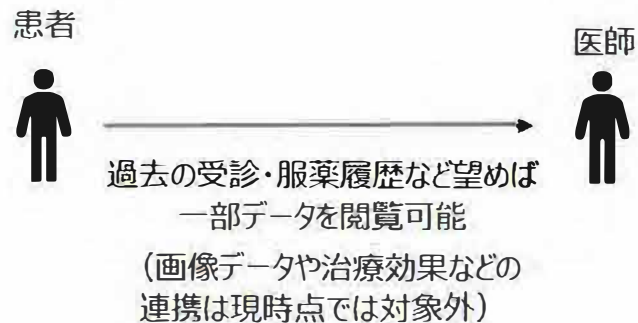 患者
医師
過去の受診・服薬履歴など望めば
一部データを閲覧可能
(画像データや治療効果などの
連携は現時点では対象外)